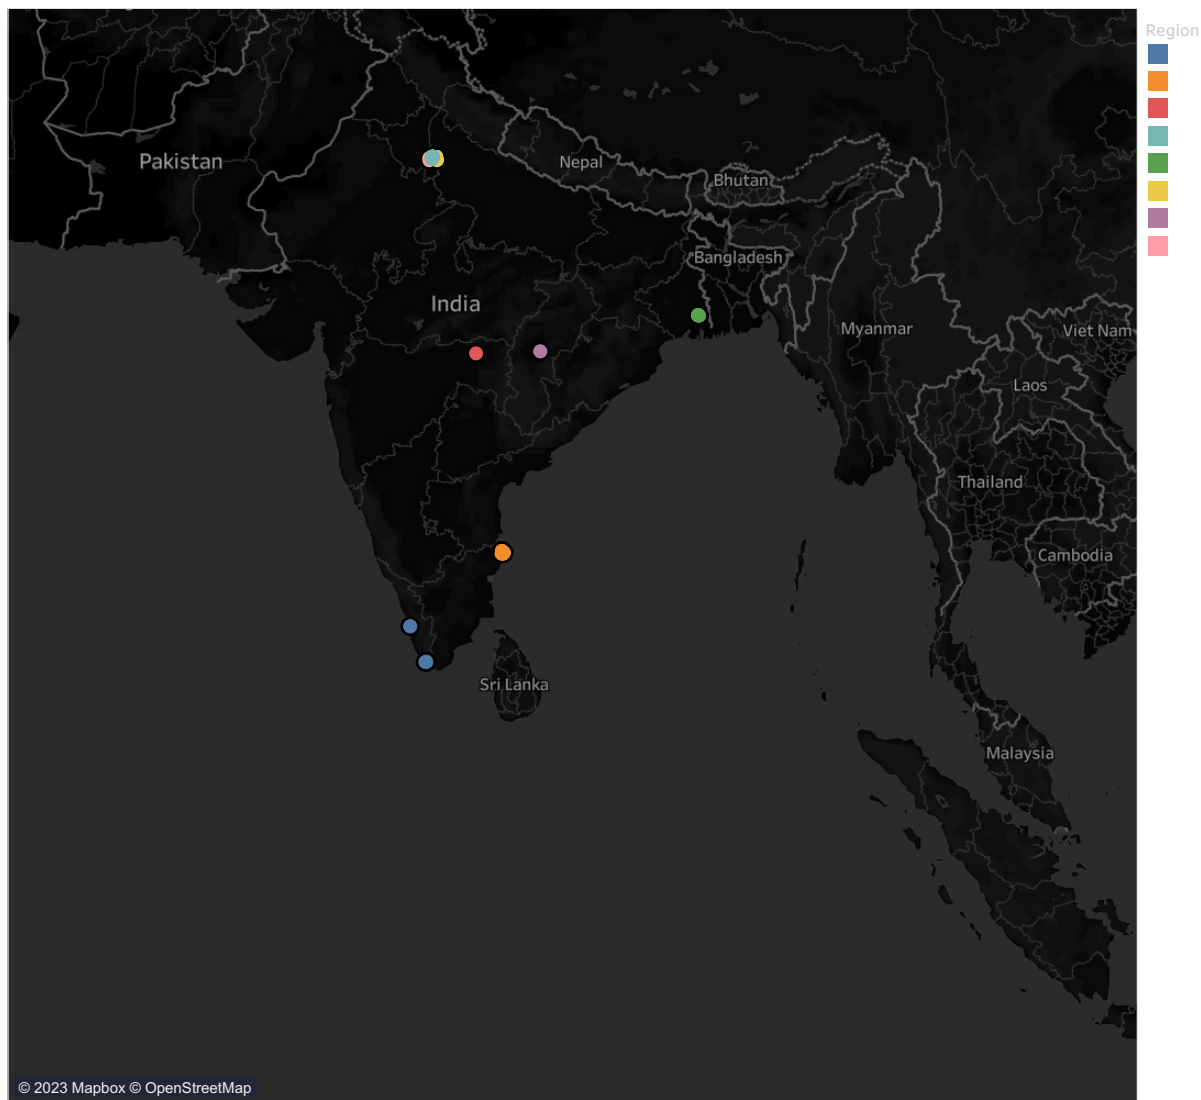 Region
Pakistan
Nepal
Bhutan
Bangladesh
India
Myanmar
Viet Nam
Laos
Thailand
Cambodia
Sri Lanka
Malaysia
© 2023 Mapbox © OpenStreetMap